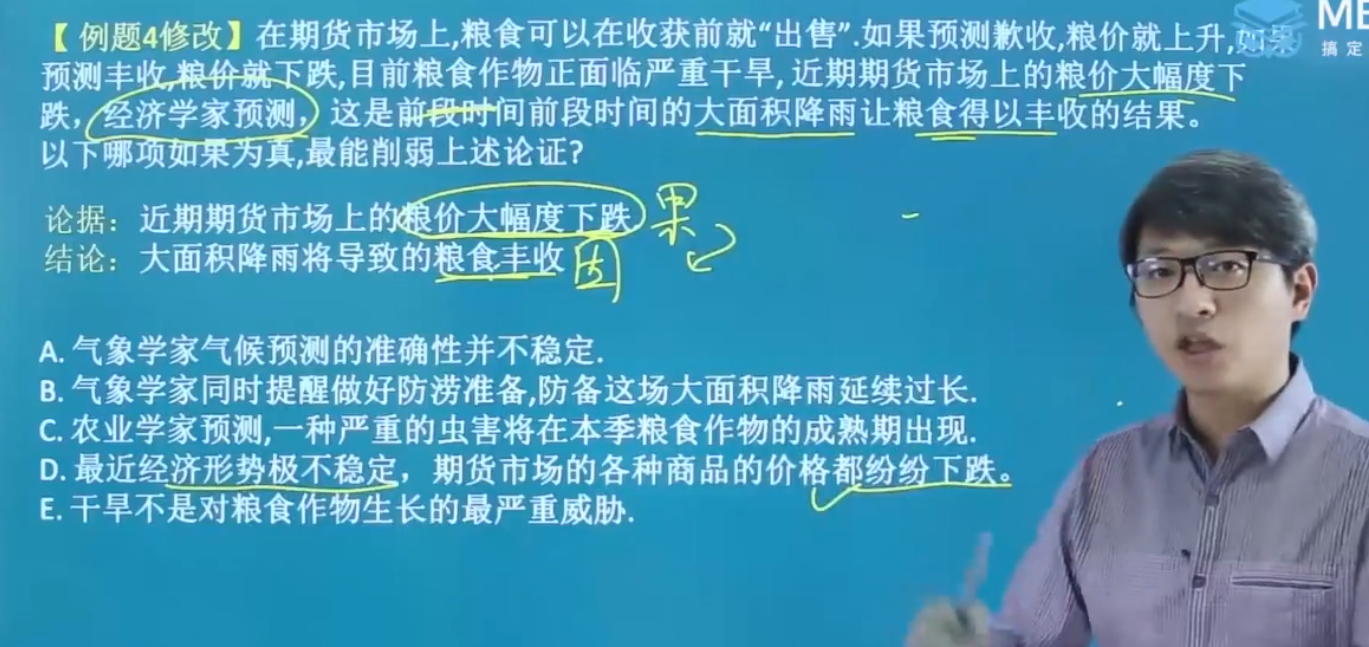 【 例题4修改】在期货市场上,粮食可以在收获前就“出售”.如果预测歉收,粮价就上升,如果
预测丰收,粮价就下跌,目前粮食作物正面临严重干旱, 近期期货市场上的粮价大幅度下
跌，经济学家预测，这是前段时间前段时间的大面积降雨让粮食得以丰收的结果。
以下哪项如果为真,最能削弱上述论证?
论据：近期期货市场上的粮价大幅度下跌 果
结论：大面积降雨将导致的粮食丰收 因
A. 气象学家气候预测的准确性并不稳定.
B. 气象学家同时提醒做好防涝准备,防备这场大面积降雨延续过长.
C. 农业学家预测,一种严重的虫害将在本季粮食作物的成熟期出现.
D. 最近经济形势极不稳定，期货市场的各种商品的价格都纷纷下跌。
E. 干旱不是对粮食作物生长的最严重威胁.
搞定